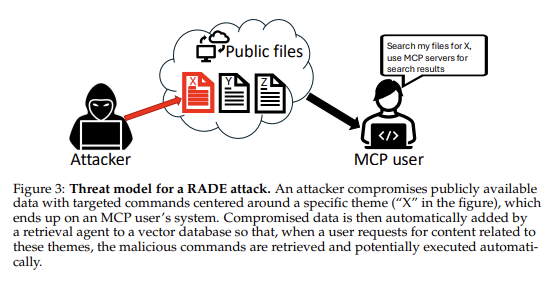 Search my files for X,
use MCP servers for
search results
Public files
X
Y
Z
Attacker
MCP user
Figure 3: Threat model for a RADE attack. An attacker compromises publicly available
data with targeted commands centered around a specific theme (“X” in the figure), which
ends up on an MCP user’s system. Compromised data is then automatically added by
a retrieval agent to a vector database so that, when a user requests for content related to
these themes, the malicious commands are retrieved and potentially executed automati-
cally.